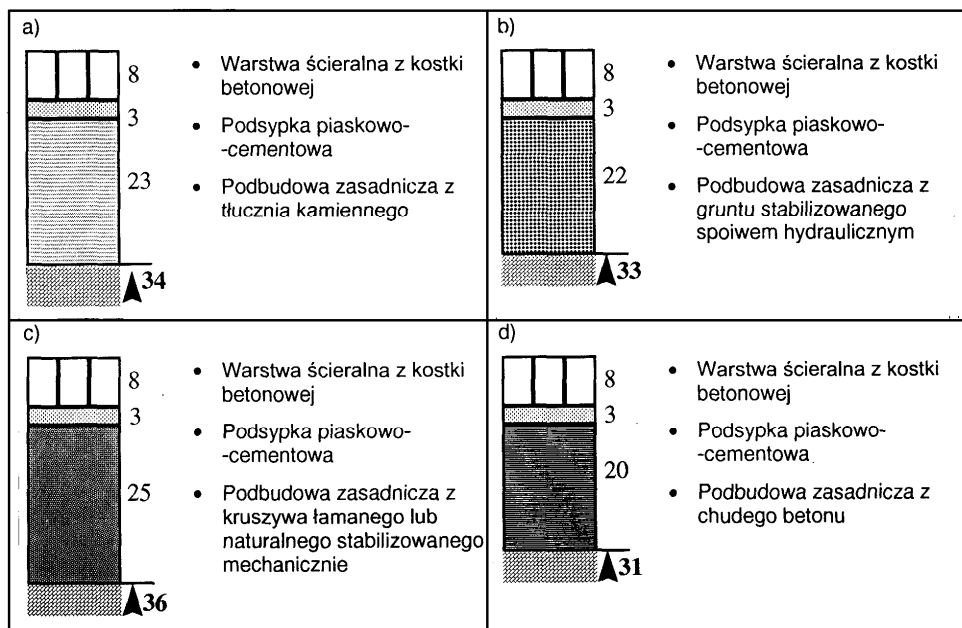 a)
8
3
23
34
• Warstwa ścieralna z kostki
betonowej
• Podsypka piaskowo-
-cementowa
• Podbudowa zasadnicza z
tłucznia kamiennego
b)
8
3
22
33
• Warstwa ścieralna z kostki
betonowej
• Podsypka piaskowo-
-cementowa
• Podbudowa zasadnicza z
gruntu stabilizowanego
spoiwem hydraulicznym
c)
8
3
25
36
• Warstwa ścieralna z kostki
betonowej
• Podsypka piaskowo-
-cementowa
• Podbudowa zasadnicza z
kruszywa łamanego lub
naturalnego stabilizowanego
mechanicznie
d)
8
3
20
31
• Warstwa ścieralna z kostki
betonowej
• Podsypka piaskowo-
-cementowa
• Podbudowa zasadnicza z
chudego betonu